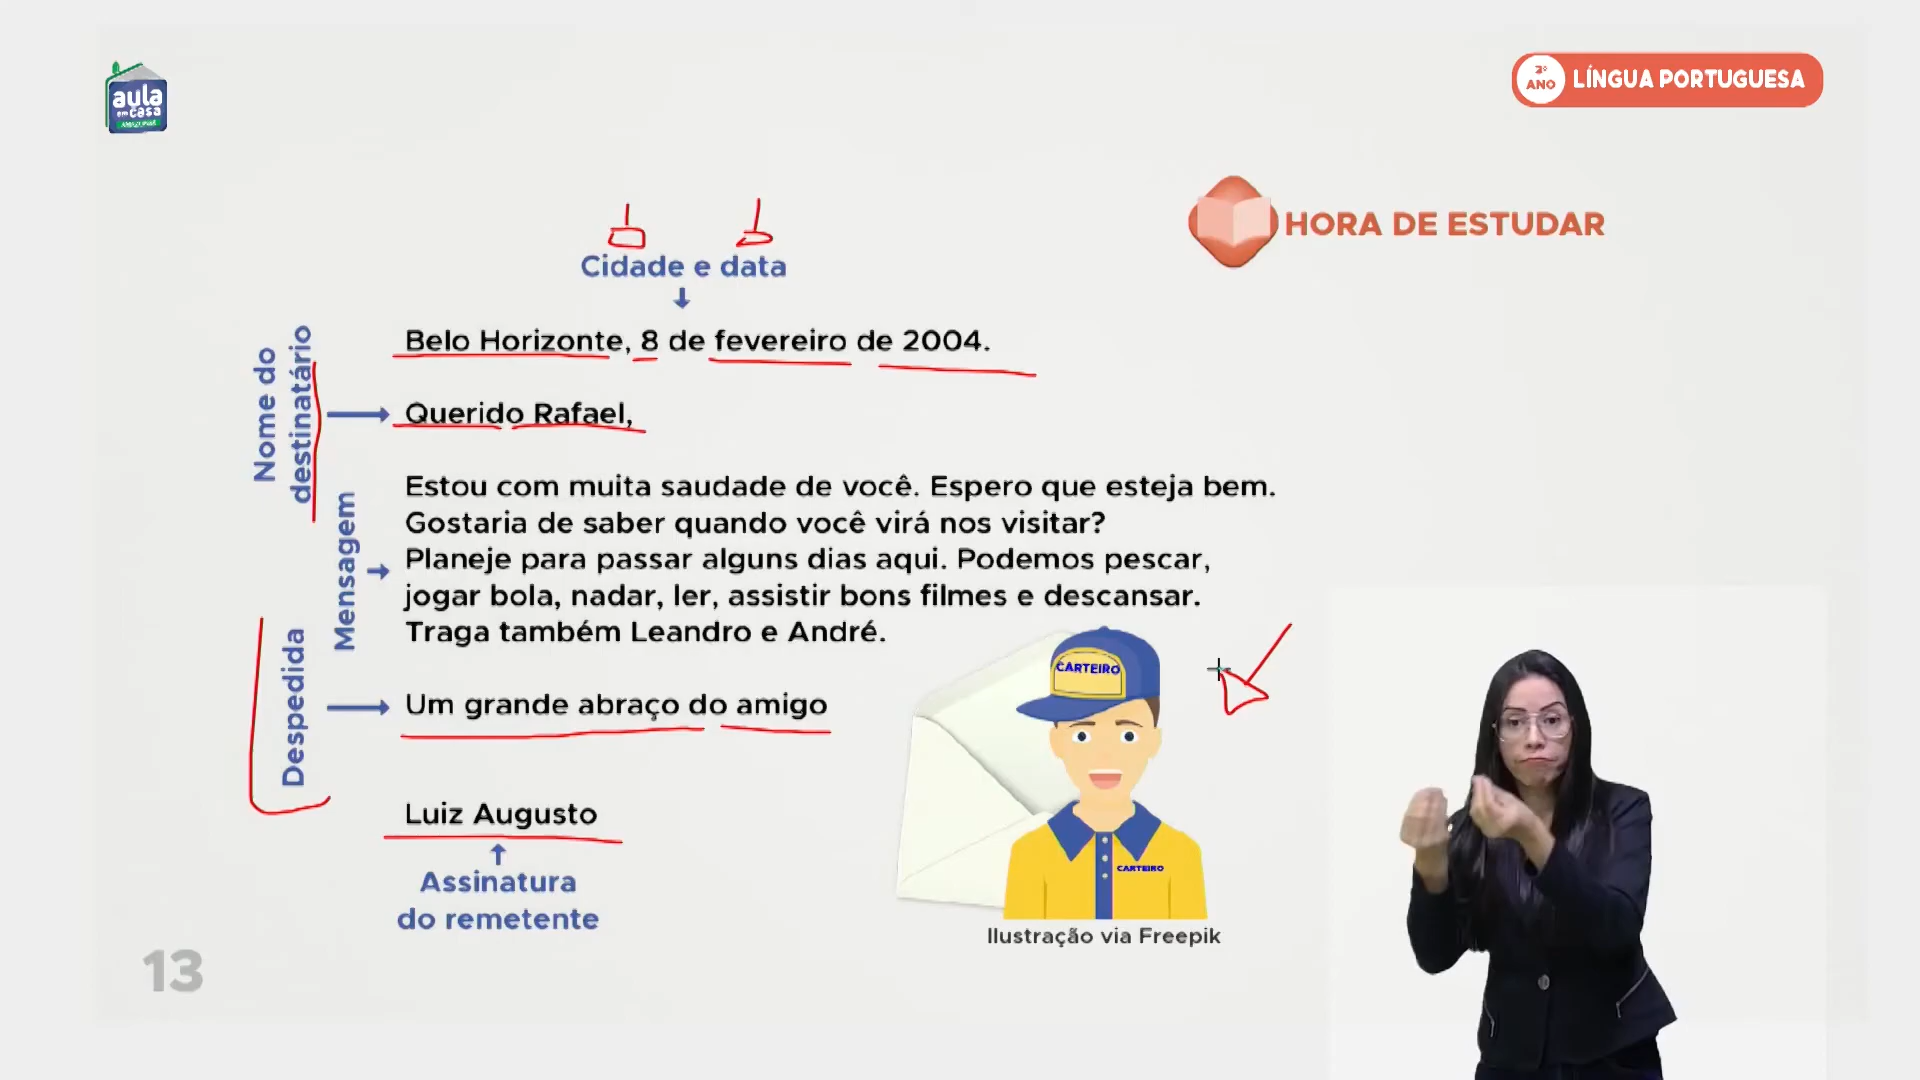 aula
em casa
2º
ANO
LÍNGUA PORTUGUESA
HORA DE ESTUDAR
Cidade e data
Belo Horizonte, 8 de fevereiro de 2004.
Nome do
destinatário
Querido Rafael,
Mensagem
Estou com muita saudade de você. Espero que esteja bem.
Gostaria de saber quando você virá nos visitar?
Planeje para passar alguns dias aqui. Podemos pescar,
jogar bola, nadar, ler, assistir bons filmes e descansar.
Traga também Leandro e André.
Despedida
Um grande abraço do amigo
Luiz Augusto
Assinatura
do remetente
CARTEIRO
CARTEIRO
Ilustração via Freepik
13